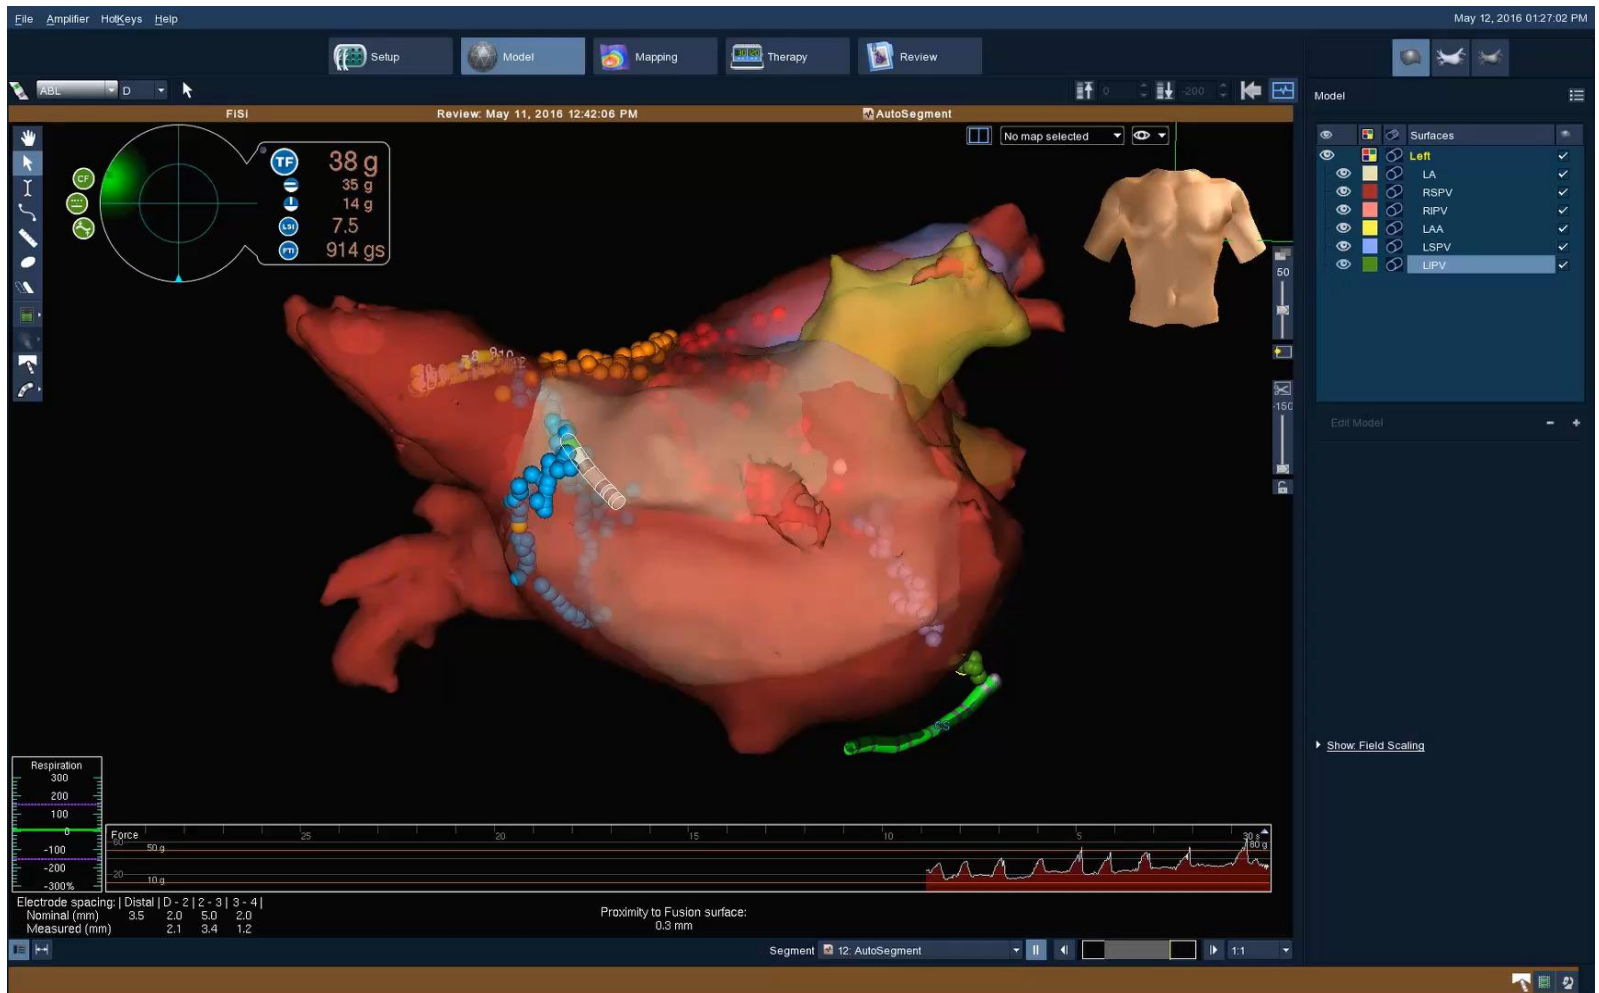 File Amplifier HotKeys Help
May 12, 2016 01:27:02 PM
Setup
Model
Mapping
Therapy
Review
ABL
D
0
-200
Model
FISI
Review: May 11, 2016 12:42:06 PM
AutoSegment
No map selected
Surfaces
Left
LA
RSPV
RIPV
LAA
LSPV
LIPV
CF
TF 38 g
35 g
14 g
LSI 7.5
FTI 914 gs
50
-150
Edit Model
CS
Show: Field Scaling
Respiration
300
200
100
0
-100
-200
-300%
Force
25
20
15
10
5
30 s
60
50 g
80 g
20
10 g
Electrode spacing: | Distal | D - 2 | 2 - 3 | 3 - 4 |
Nominal (mm) 3.5 2.0 5.0 2.0
Measured (mm) 2.1 3.4 1.2
Proximity to Fusion surface:
0.3 mm
Segment 12: AutoSegment
1:1